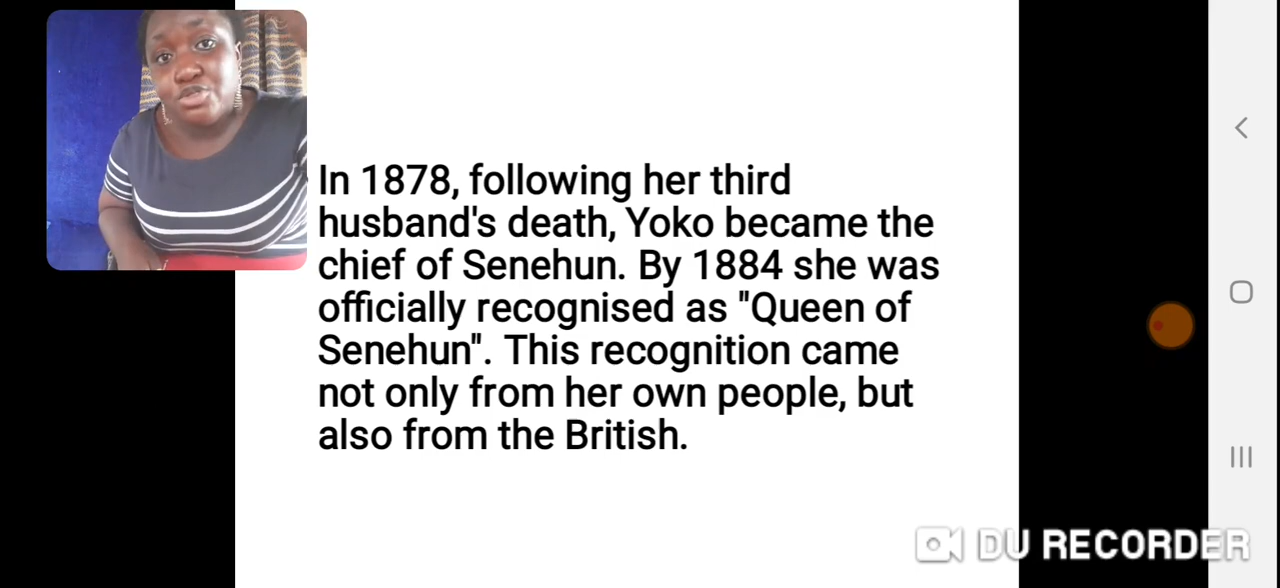 In 1878, following her third
husband's death, Yoko became the
chief of Senehun. By 1884 she was
officially recognised as "Queen of
Senehun". This recognition came
not only from her own people, but
also from the British.
DU RECORDER